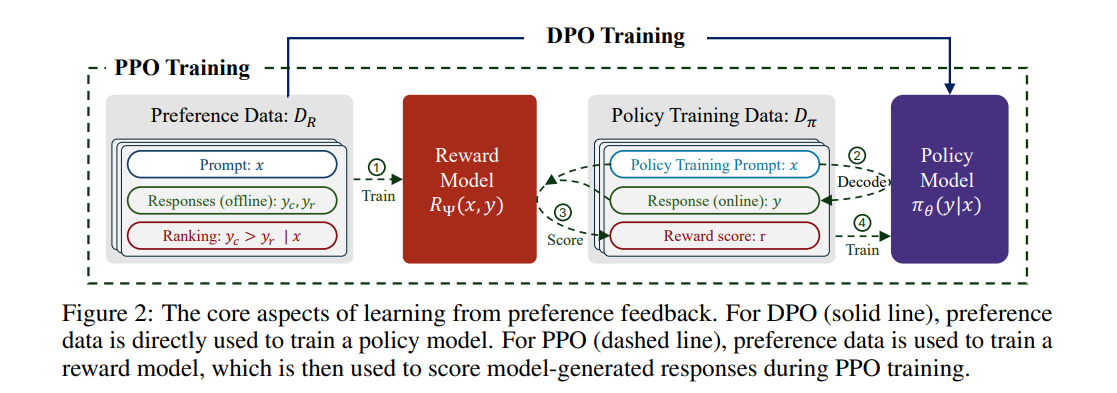 DPO Training
PPO Training
Preference Data: D_R
Prompt: x
Responses (offline): y_c, y_r
Ranking: y_c > y_r | x
① Train
Reward
Model
R_Ψ(x, y)
Policy Training Data: D_π
Policy Training Prompt: x
Response (online): y
Reward score: r
② Decode
③ Score
④ Train
Policy
Model
π_θ(y|x)
Figure 2: The core aspects of learning from preference feedback. For DPO (solid line), preference
data is directly used to train a policy model. For PPO (dashed line), preference data is used to train a
reward model, which is then used to score model-generated responses during PPO training.